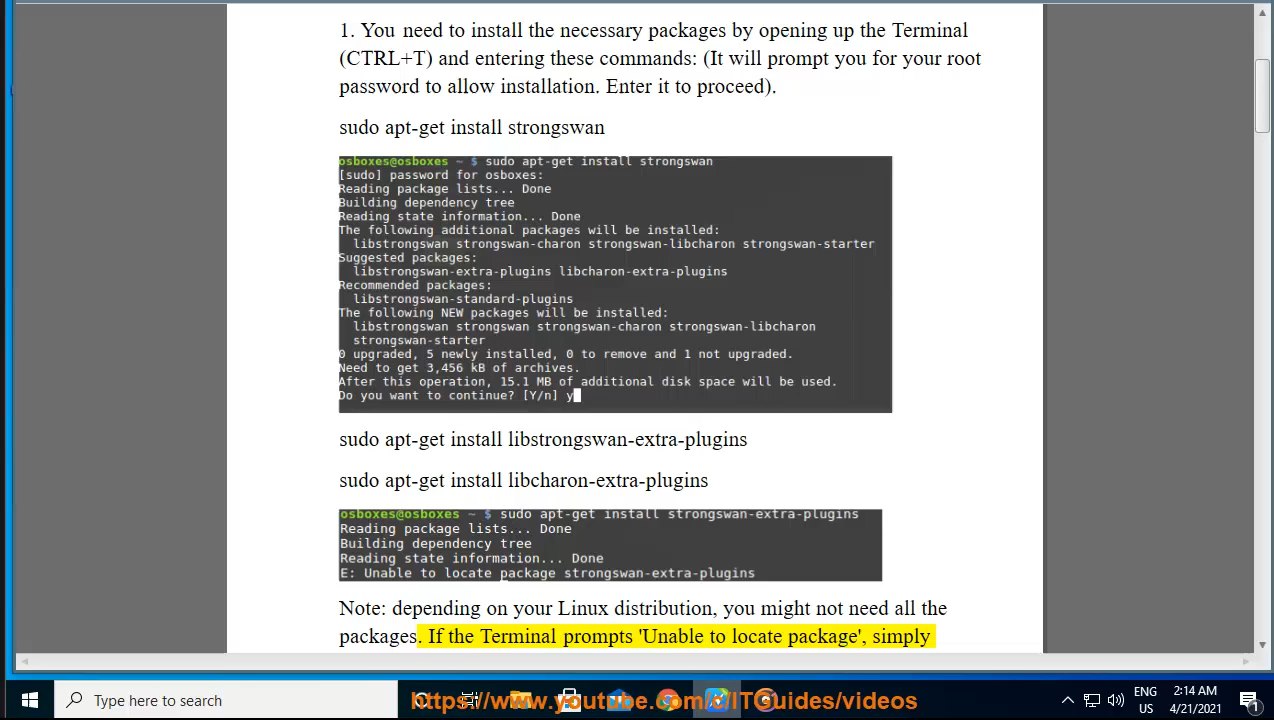 1. You need to install the necessary packages by opening up the Terminal
(CTRL+T) and entering these commands: (It will prompt you for your root
password to allow installation. Enter it to proceed).
sudo apt-get install strongswan
osboxes@osboxes ~ $ sudo apt-get install strongswan
[sudo] password for osboxes:
Reading package lists... Done
Building dependency tree
Reading state information... Done
The following additional packages will be installed:
libstrongswan strongswan-charon strongswan-libcharon strongswan-starter
Suggested packages:
libstrongswan-extra-plugins libcharon-extra-plugins
Recommended packages:
libstrongswan-standard-plugins
The following NEW packages will be installed:
libstrongswan strongswan strongswan-charon strongswan-libcharon
strongswan-starter
0 upgraded, 5 newly installed, 0 to remove and 1 not upgraded.
Need to get 3,456 kB of archives.
After this operation, 15.1 MB of additional disk space will be used.
Do you want to continue? [Y/n] y
sudo apt-get install libstrongswan-extra-plugins
sudo apt-get install libcharon-extra-plugins
osboxes@osboxes ~ $ sudo apt-get install strongswan-extra-plugins
Reading package lists... Done
Building dependency tree
Reading state information... Done
E: Unable to locate package strongswan-extra-plugins
Note: depending on your Linux distribution, you might not need all the
packages. If the Terminal prompts 'Unable to locate package', simply
Type here to search
https://www.youtube.com/c/ITGuides/videos
ENG
US
2:14 AM
4/21/2021
1